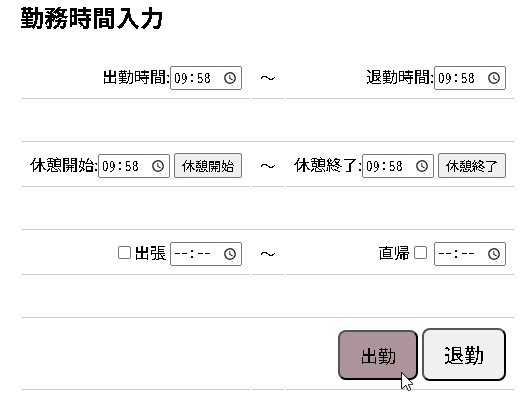 勤務時間入力
出勤時間:09:58 ～ 退勤時間:09:58
休憩開始:09:58 休憩開始 ～ 休憩終了:09:58 休憩終了
出張 --:-- ～ 直帰 --:--
出勤 退勤